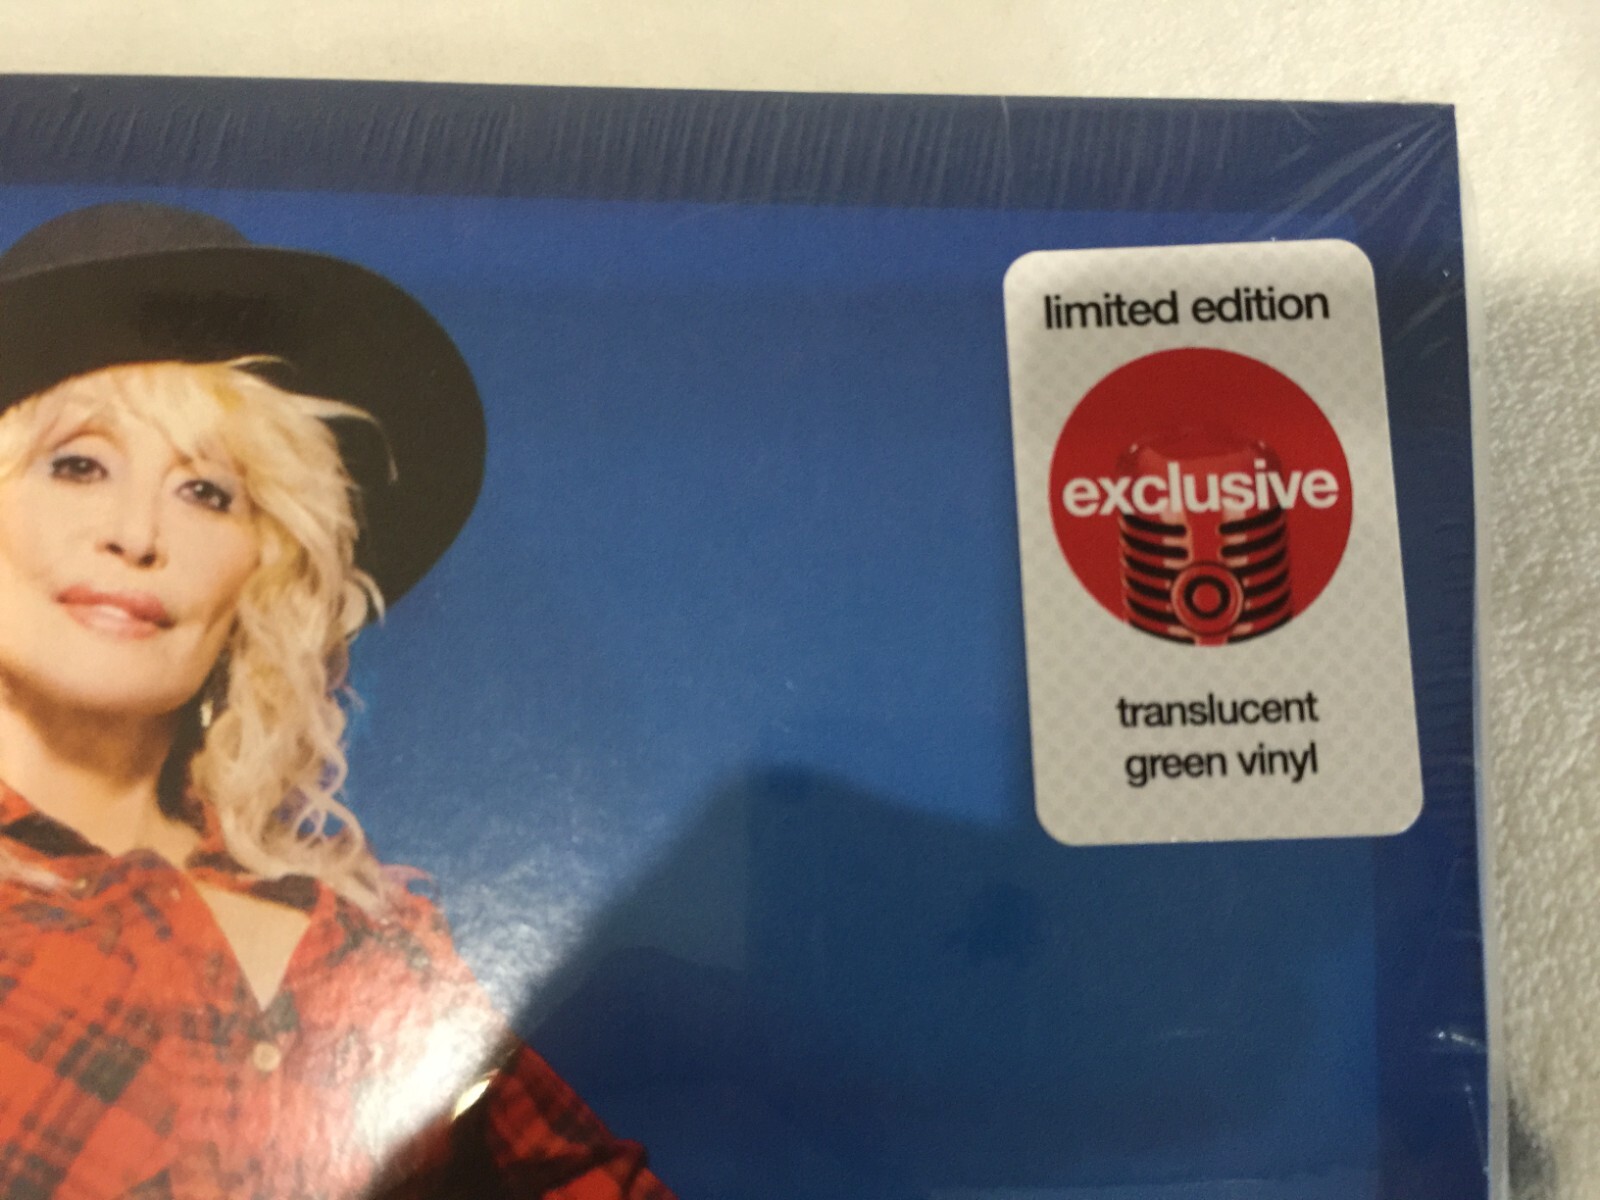 limited edition
exclusive
translucent
green vinyl